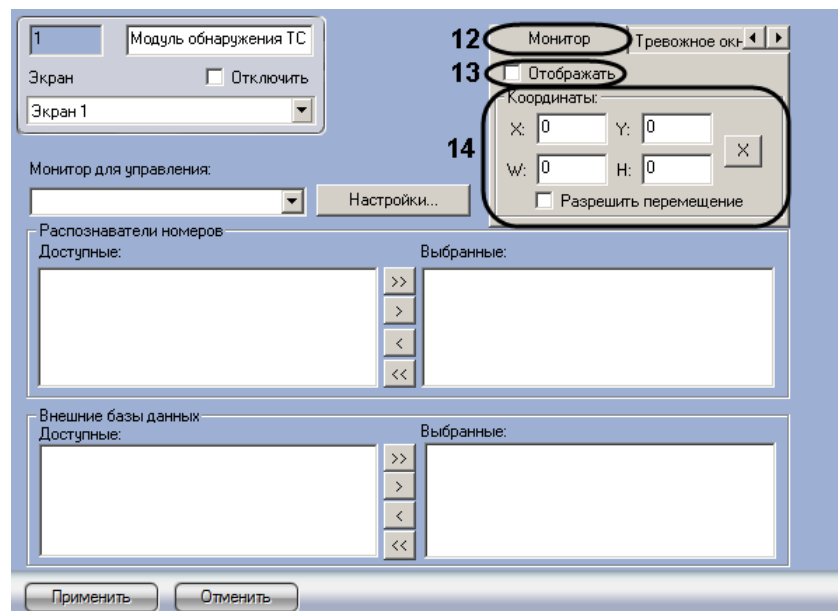 1
Модуль обнаружения ТС
Экран
Отключить
Экран 1
12
Монитор
Тревожное окн
13
Отображать
14
Координаты:
X: 0
Y: 0
X
W: 0
H: 0
Разрешить перемещение
Монитор для управления:
Настройки...
Распознаватели номеров
Доступные:
Выбранные:
>>
>
<
<<
Внешние базы данных
Доступные:
Выбранные:
>>
>
<
<<
Применить
Отменить